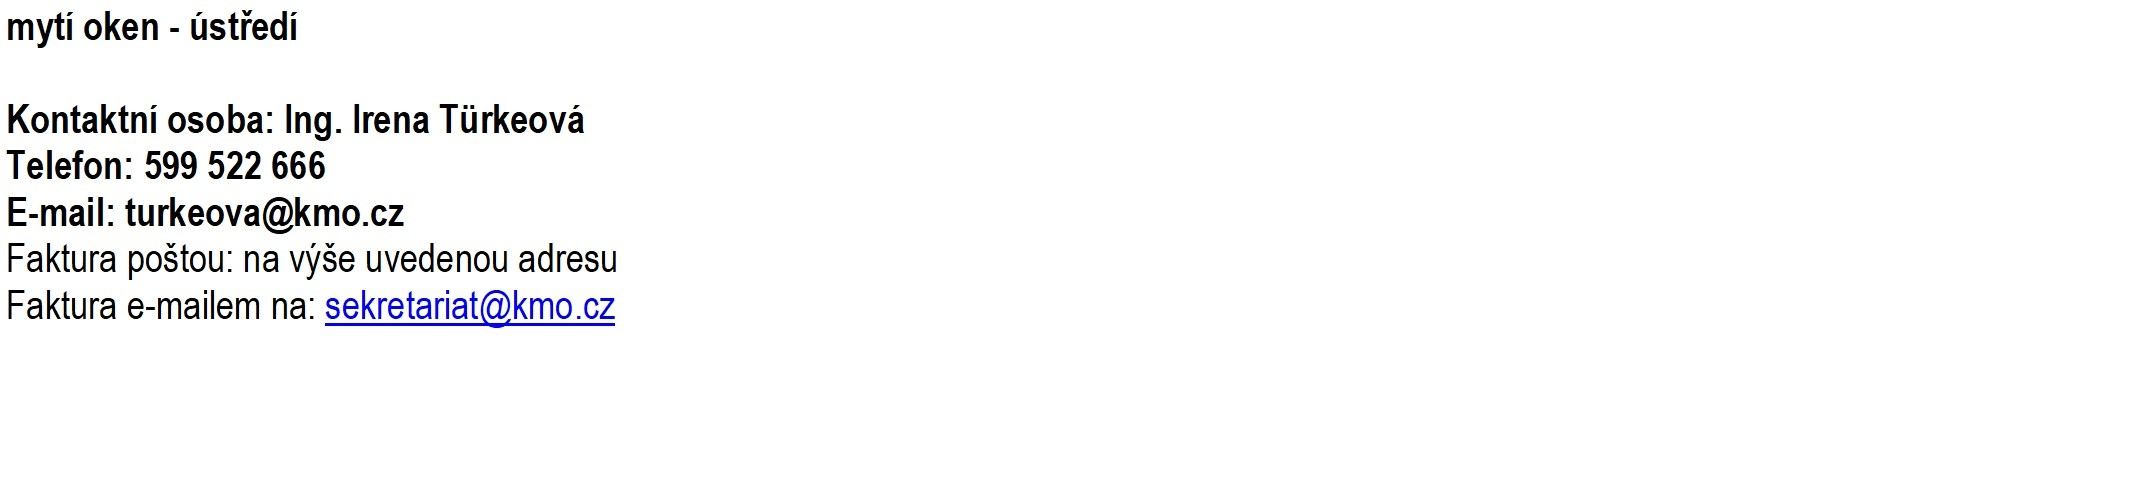 mytí oken - ústředí
Kontaktní osoba: Ing. Irena Türkeová
Telefon: 599 522 666
E-mail: turkeova@kmo.cz
Faktura poštou: na výše uvedenou adresu
Faktura e-mailem na: sekretariat@kmo.cz